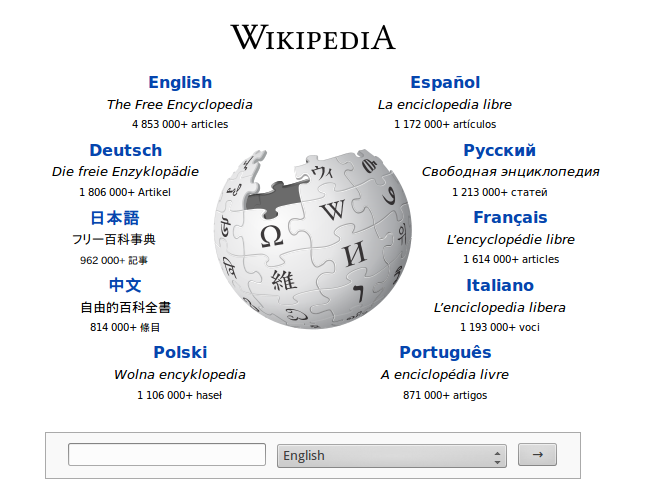 WIKIPEDIA
English
The Free Encyclopedia
4 853 000+ articles
Español
La enciclopedia libre
1 172 000+ artículos
Deutsch
Die freie Enzyklopädie
1 806 000+ Artikel
Русский
Свободная энциклопедия
1 213 000+ статей
日本語
フリー百科事典
962 000+ 記事
Français
L’encyclopédie libre
1 614 000+ articles
中文
自由的百科全書
814 000+ 條目
Italiano
L’enciclopedia libera
1 193 000+ voci
Polski
Wolna encyklopedia
1 106 000+ haseł
Português
A enciclopédia livre
871 000+ artigos
ウィ
Ω
W
И
維
ר
English
→